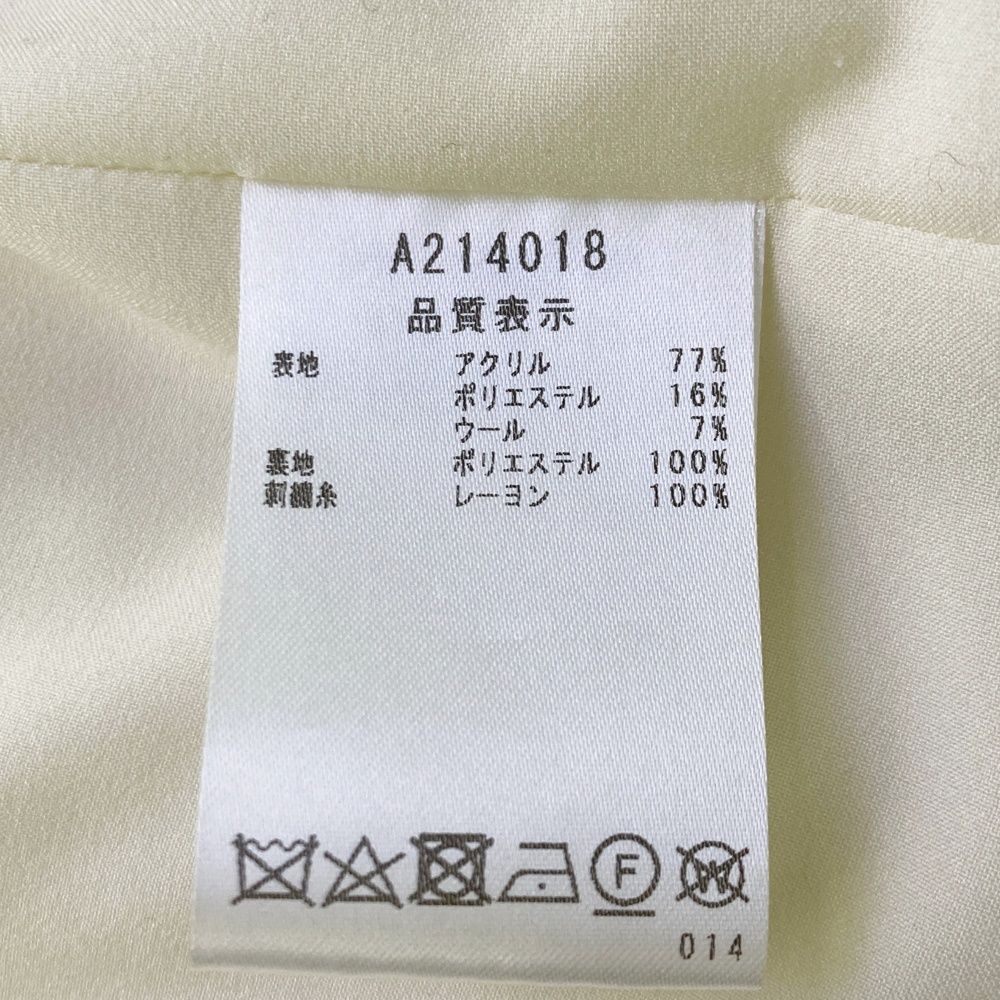 A214018
品質表示
表地 アクリル 77%
ポリエステル 16%
ウール 7%
裏地 ポリエステル 100%
刺繍糸 レーヨン 100%
F W
014